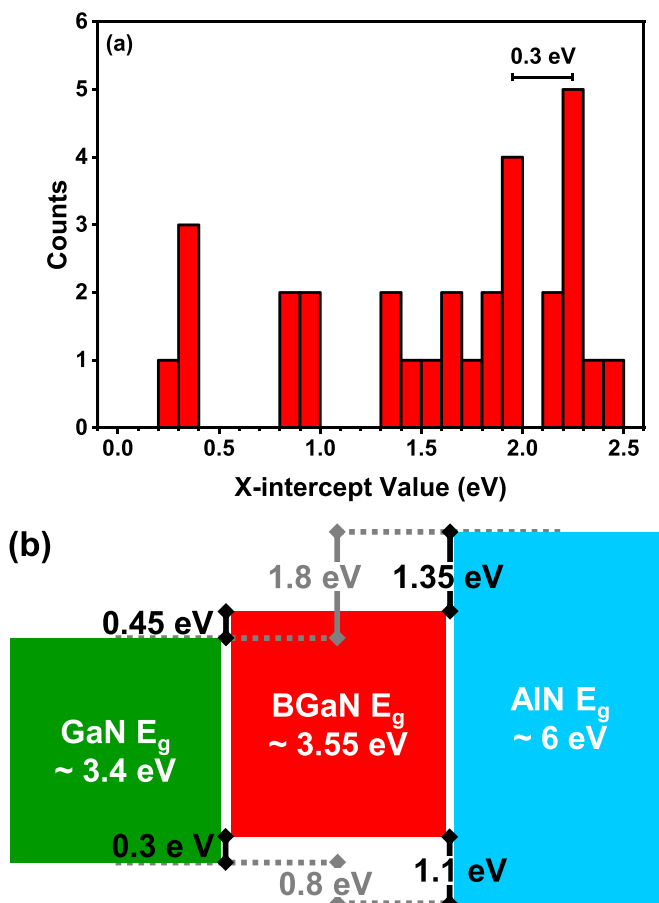 (a)
0.3 eV
6
5
4
3
2
1
0
Counts
0.0 0.5 1.0 1.5 2.0 2.5
X-intercept Value (eV)
(b)
1.8 eV
1.35 eV
0.45 eV
GaN Eg
~ 3.4 eV
BGaN Eg
~ 3.55 eV
AlN Eg
~ 6 eV
0.3 e V
0.8 eV
1.1 eV